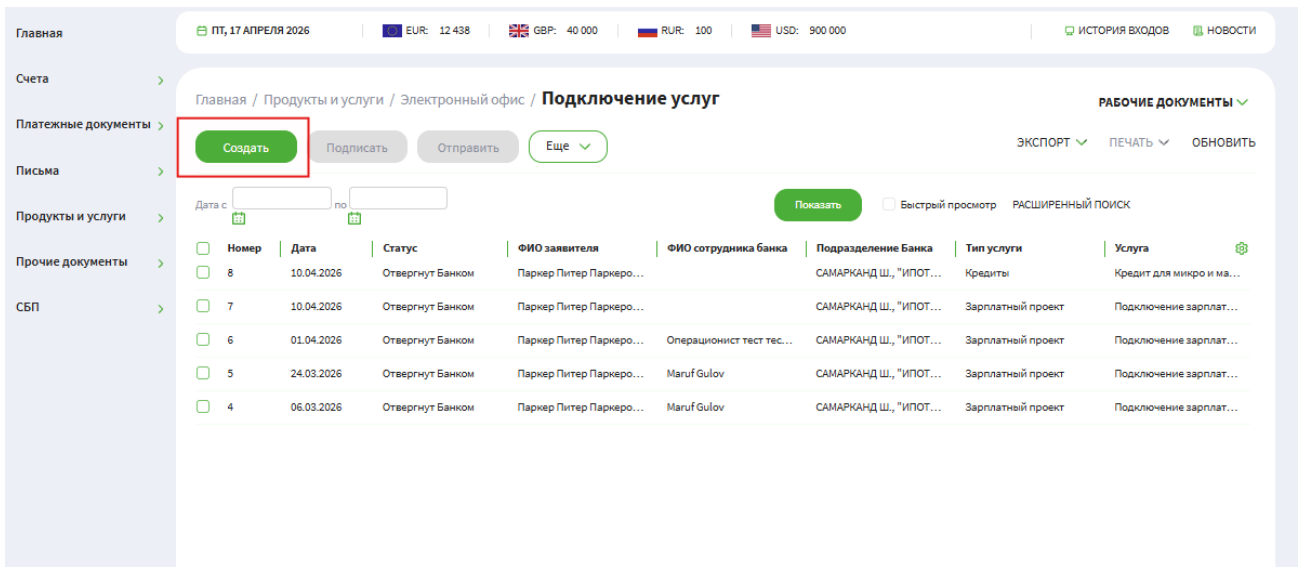 Главная
ПТ, 17 АПРЕЛЯ 2026 EUR: 12 438 GBP: 40 000 RUR: 100 USD: 900 000 ИСТОРИЯ ВХОДОВ НОВОСТИ
Счета
Главная / Продукты и услуги / Электронный офис / Подключение услуг
РАБОЧИЕ ДОКУМЕНТЫ
Платежные документы
Создать Подписать Отправить Еще ЭКСПОРТ ПЕЧАТЬ ОБНОВИТЬ
Письма
Дата с по Показать Быстрый просмотр РАСШИРЕННЫЙ ПОИСК
Продукты и услуги
Номер Дата Статус ФИО заявителя ФИО сотрудника банка Подразделение Банка Тип услуги Услуга
Прочие документы
8 10.04.2026 Отвергнут Банком Паркер Питер Паркеро... САМАРКАНД Ш., "ИПОТ... Кредиты Кредит для микро и ма...
СБП
7 10.04.2026 Отвергнут Банком Паркер Питер Паркеро... САМАРКАНД Ш., "ИПОТ... Зарплатный проект Подключение зарплат...
6 01.04.2026 Отвергнут Банком Паркер Питер Паркеро... Операционист тест тес... САМАРКАНД Ш., "ИПОТ... Зарплатный проект Подключение зарплат...
5 24.03.2026 Отвергнут Банком Паркер Питер Паркеро... Maruf Gulov САМАРКАНД Ш., "ИПОТ... Зарплатный проект Подключение зарплат...
4 06.03.2026 Отвергнут Банком Паркер Питер Паркеро... Maruf Gulov САМАРКАНД Ш., "ИПОТ... Зарплатный проект Подключение зарплат...